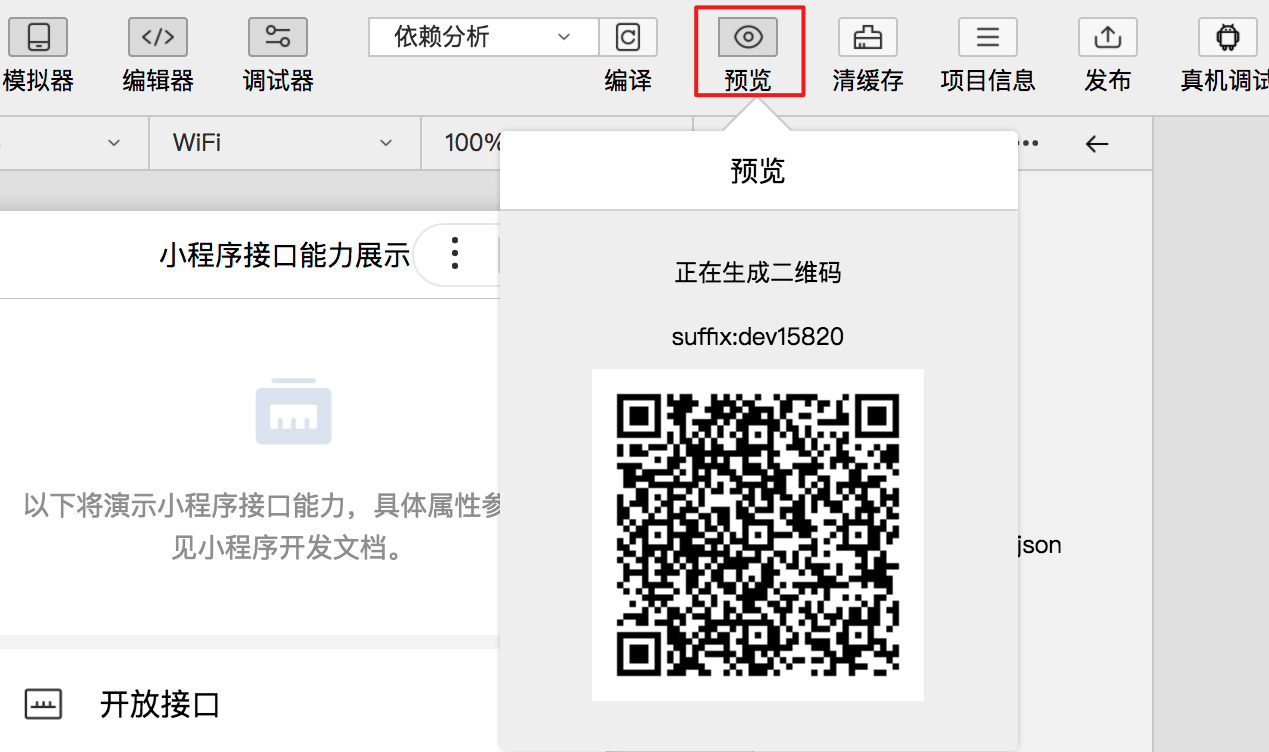 模拟器
编辑器
调试器
依赖分析
编译
预览
清缓存
项目信息
发布
真机调试
WiFi
100%
预览
小程序接口能力展示
正在生成二维码
suffix:dev15820
以下将演示小程序接口能力，具体属性参
见小程序开发文档。
json
开放接口